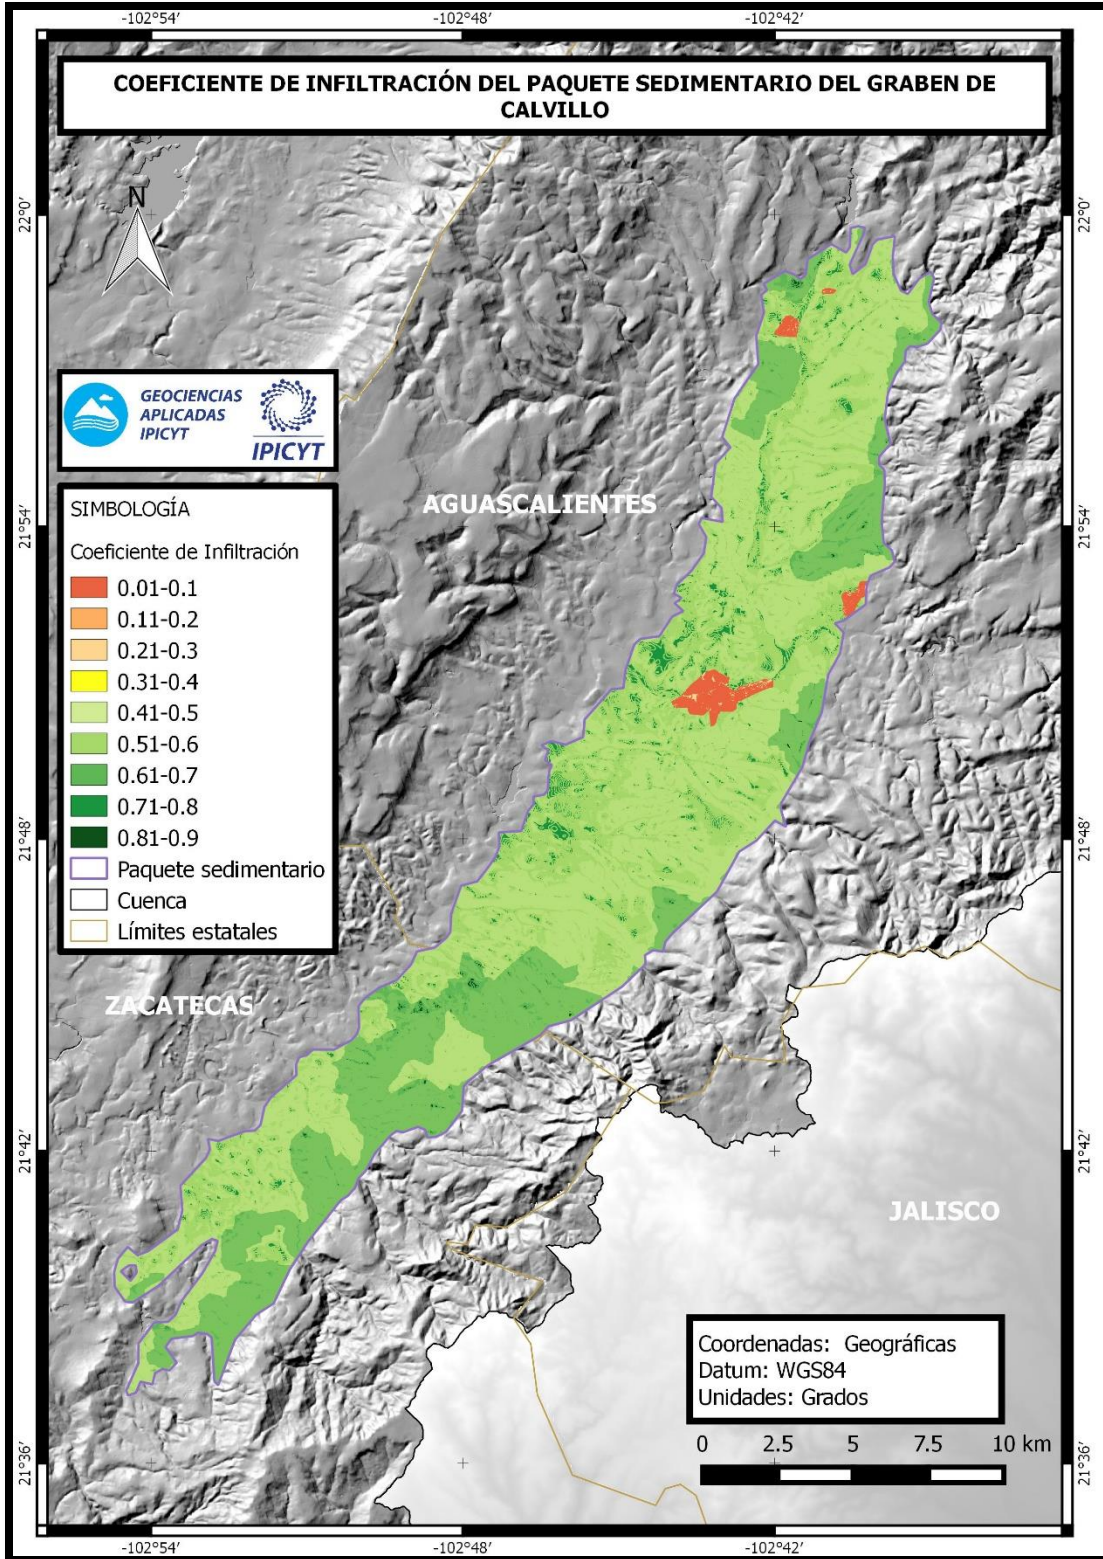 -102°54′
-102°48′
-102°42′
COEFICIENTE DE INFILTRACIÓN DEL PAQUETE SEDIMENTARIO DEL GRABEN DE
CALVILLO
N
22°0′
22°0′
GEOCIENCIAS
APLICADAS
IPICYT
IPICYT
SIMBOLOGÍA
Coeficiente de Infiltración
0.01-0.1
0.11-0.2
0.21-0.3
0.31-0.4
0.41-0.5
0.51-0.6
0.61-0.7
0.71-0.8
0.81-0.9
Paquete sedimentario
Cuenca
Límites estatales
AGUASCALIENTES
21°54′
21°54′
21°48′
21°48′
ZACATECAS
21°42′
21°42′
JALISCO
Coordenadas: Geográficas
Datum: WGS84
Unidades: Grados
0 2.5 5 7.5 10 km
21°36′
21°36′
-102°54′
-102°48′
-102°42′